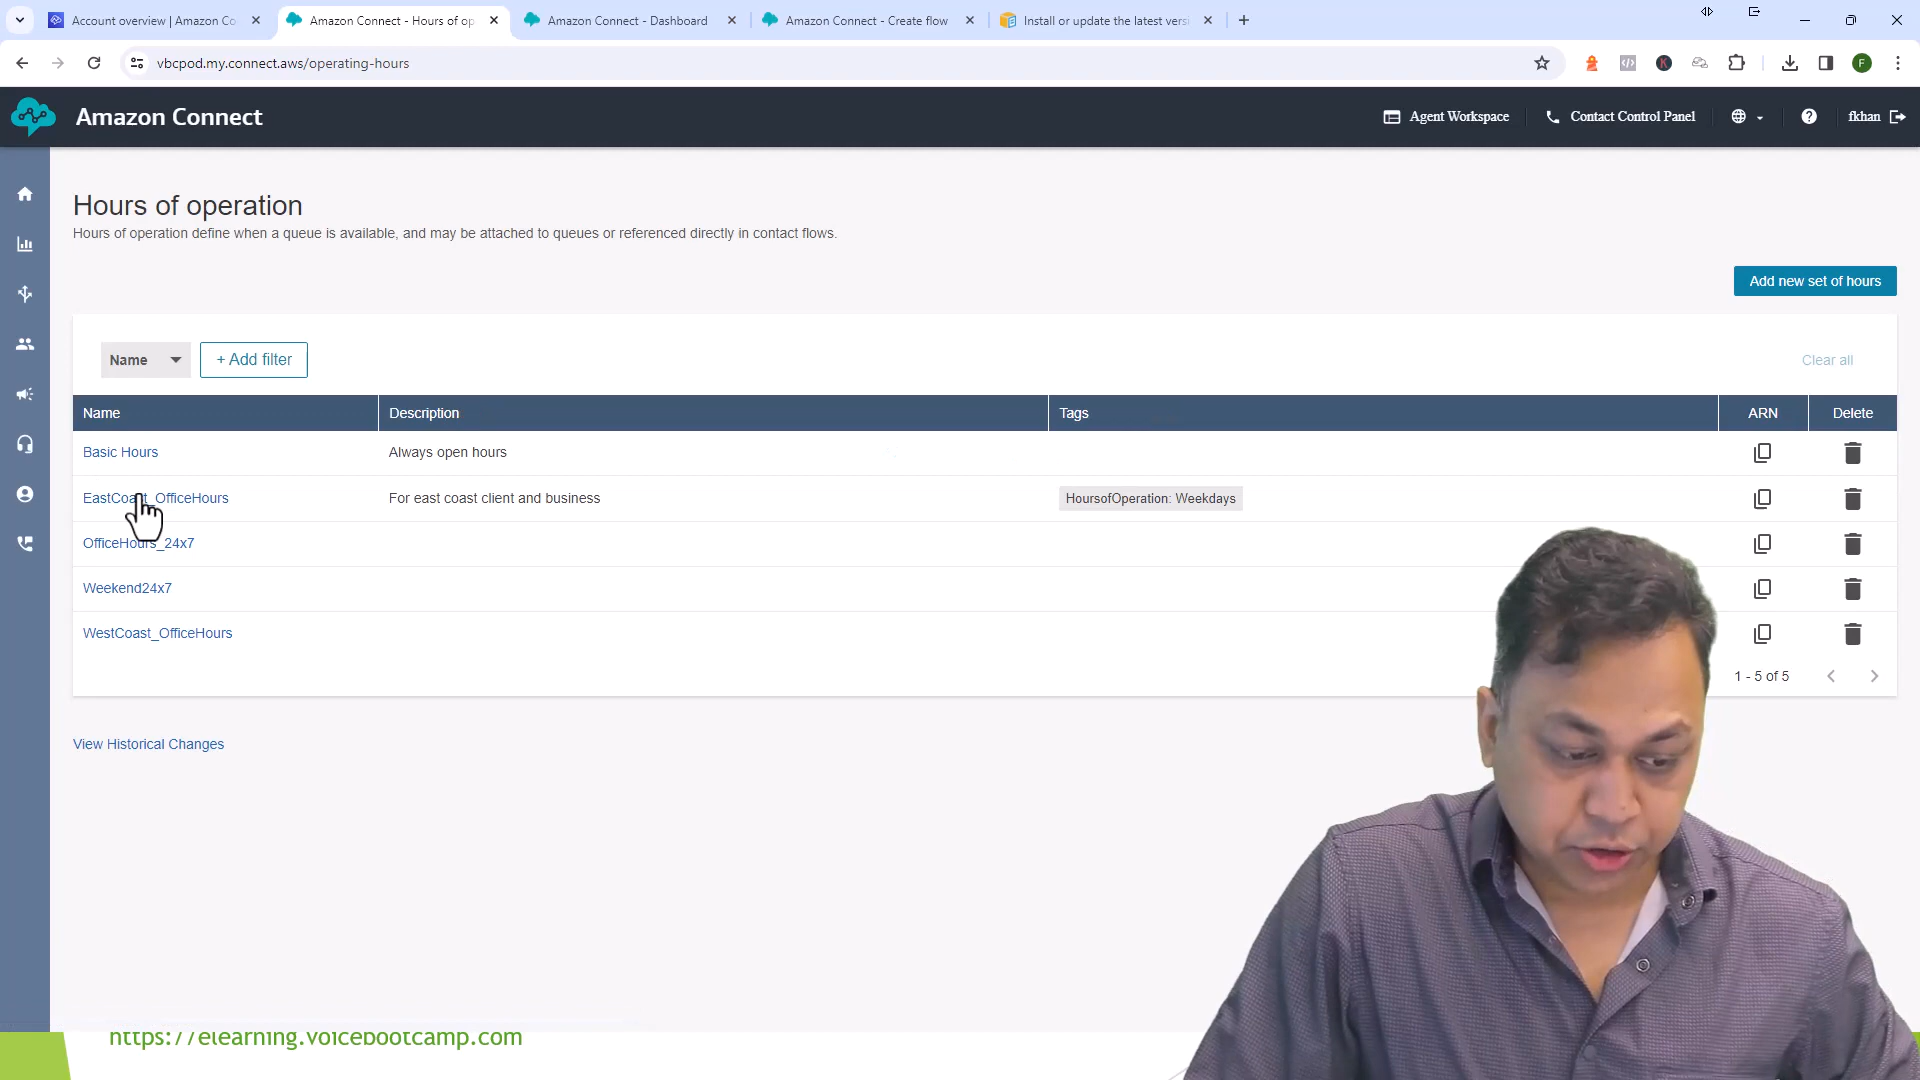 Account overview | Amazon Co
Amazon Connect - Hours of op
Amazon Connect - Dashboard
Amazon Connect - Create flow
Install or update the latest versi
vbcpod.my.connect.aws/operating-hours
F
Amazon Connect
Agent Workspace
Contact Control Panel
fkhan
Hours of operation
Hours of operation define when a queue is available, and may be attached to queues or referenced directly in contact flows.
Add new set of hours
Name
+ Add filter
Clear all
Name Description Tags ARN Delete
Basic Hours Always open hours
EastCoast_OfficeHours For east coast client and business HoursofOperation: Weekdays
OfficeHours_24x7
Weekend24x7
WestCoast_OfficeHours
1 - 5 of 5
View Historical Changes
https://elearning.voicebootcamp.com